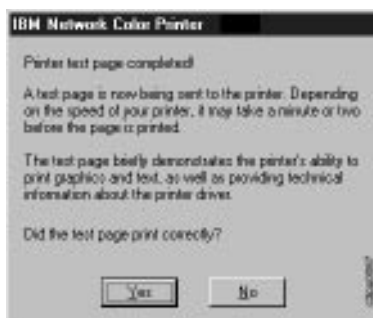 IBM Network Color Printer
Printer test page completed!
A test page is now being sent to the printer. Depending
on the speed of your printer, it may take a minute or two
before the page is printed.
The test page briefly demonstrates the printer's ability to
print graphics and text, as well as providing technical
information about the printer driver.
Did the test page print correctly?
Yes
No